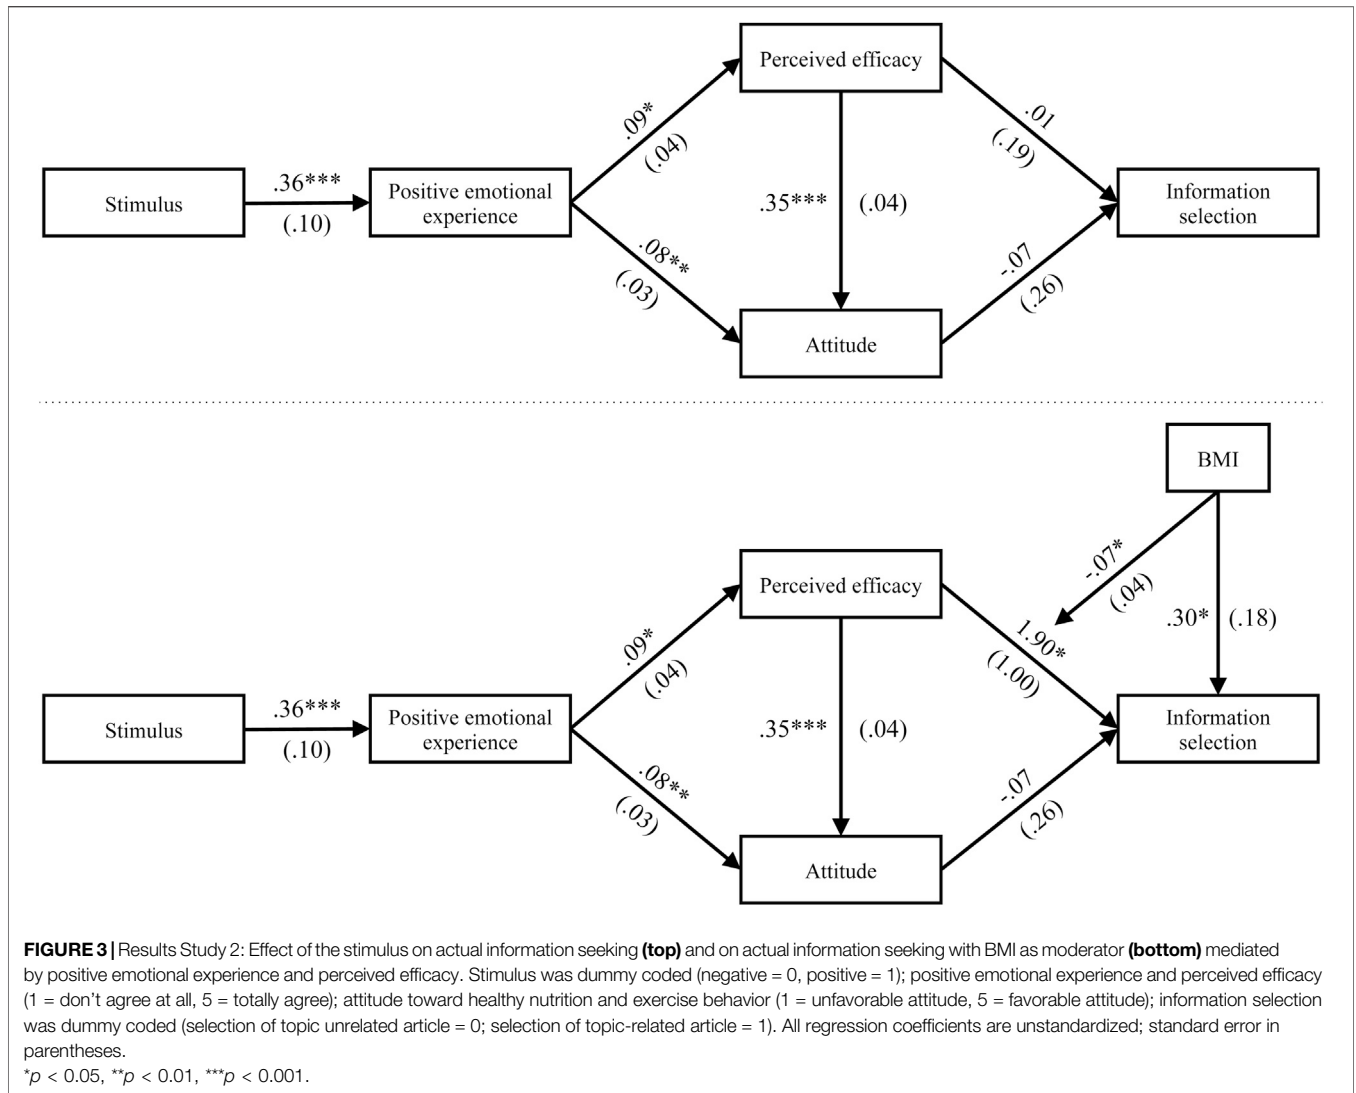 Perceived efficacy
.09*
(.04)
.01
(.19)
Stimulus
.36***
(.10)
Positive emotional
experience
.35***
(.04)
Information
selection
.08**
(.03)
-.07
(.26)
Attitude
BMI
-.07*
(.04)
.30*
(.18)
Perceived efficacy
.09*
(.04)
1.90*
(1.00)
Stimulus
.36***
(.10)
Positive emotional
experience
.35***
(.04)
Information
selection
.08**
(.03)
-.07
(.26)
Attitude
FIGURE 3 | Results Study 2: Effect of the stimulus on actual information seeking (top) and on actual information seeking with BMI as moderator (bottom) mediated
by positive emotional experience and perceived efficacy. Stimulus was dummy coded (negative = 0, positive = 1); positive emotional experience and perceived efficacy
(1 = don't agree at all, 5 = totally agree); attitude toward healthy nutrition and exercise behavior (1 = unfavorable attitude, 5 = favorable attitude); information selection
was dummy coded (selection of topic unrelated article = 0; selection of topic-related article = 1). All regression coefficients are unstandardized; standard error in
parentheses.
*p < 0.05, **p < 0.01, ***p < 0.001.